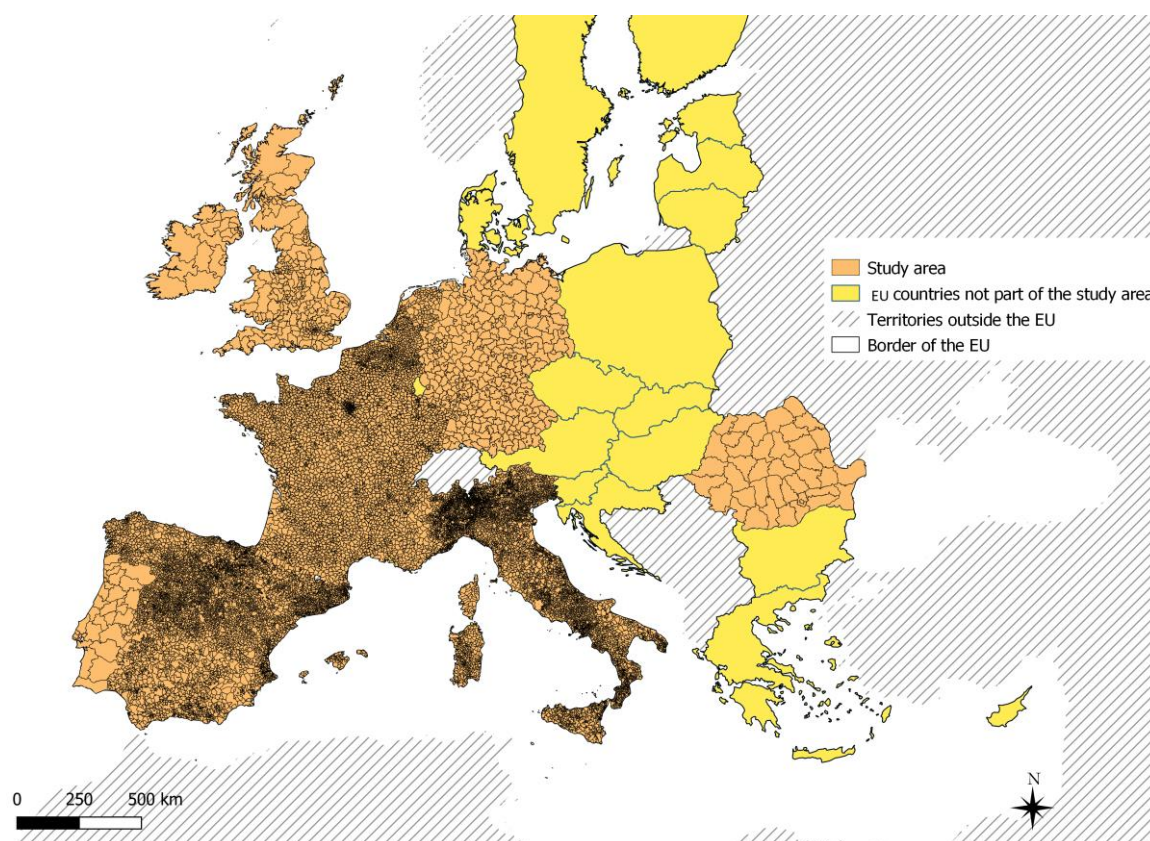 Study area
EU countries not part of the study area
Territories outside the EU
Border of the EU
0 250 500 km
N